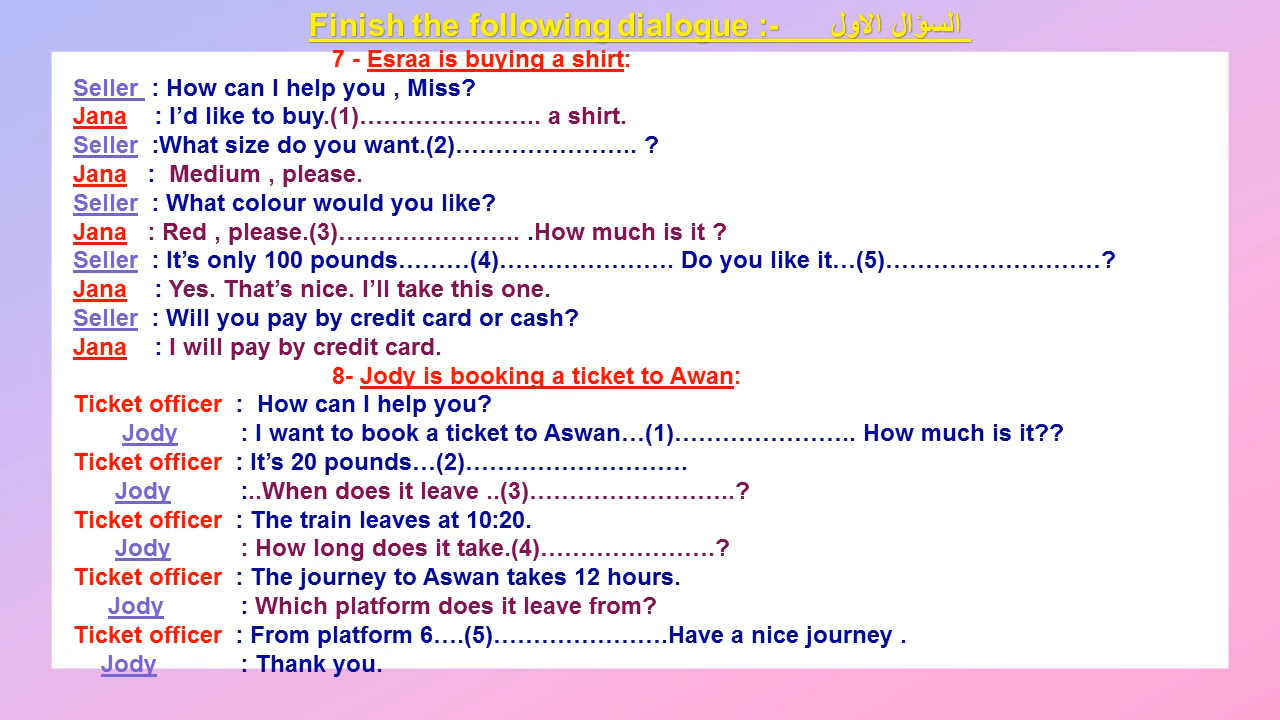 Finish the following dialogue :- السؤال الاول
7 - Esraa is buying a shirt:
Seller : How can I help you , Miss?
Jana : I’d like to buy.(1)………………….. a shirt.
Seller :What size do you want.(2)………………….. ?
Jana : Medium , please.
Seller : What colour would you like?
Jana : Red , please.(3)………………….. .How much is it ?
Seller : It’s only 100 pounds………(4)…………………. Do you like it…(5)………………………?
Jana : Yes. That’s nice. I’ll take this one.
Seller : Will you pay by credit card or cash?
Jana : I will pay by credit card.
8- Jody is booking a ticket to Awan:
Ticket officer : How can I help you?
Jody : I want to book a ticket to Aswan…(1)………………….. How much is it??
Ticket officer : It’s 20 pounds…(2)……………………….
Jody :..When does it leave ..(3)……………………..?
Ticket officer : The train leaves at 10:20.
Jody : How long does it take.(4)………………….?
Ticket officer : The journey to Aswan takes 12 hours.
Jody : Which platform does it leave from?
Ticket officer : From platform 6….(5)………………….Have a nice journey .
Jody : Thank you.